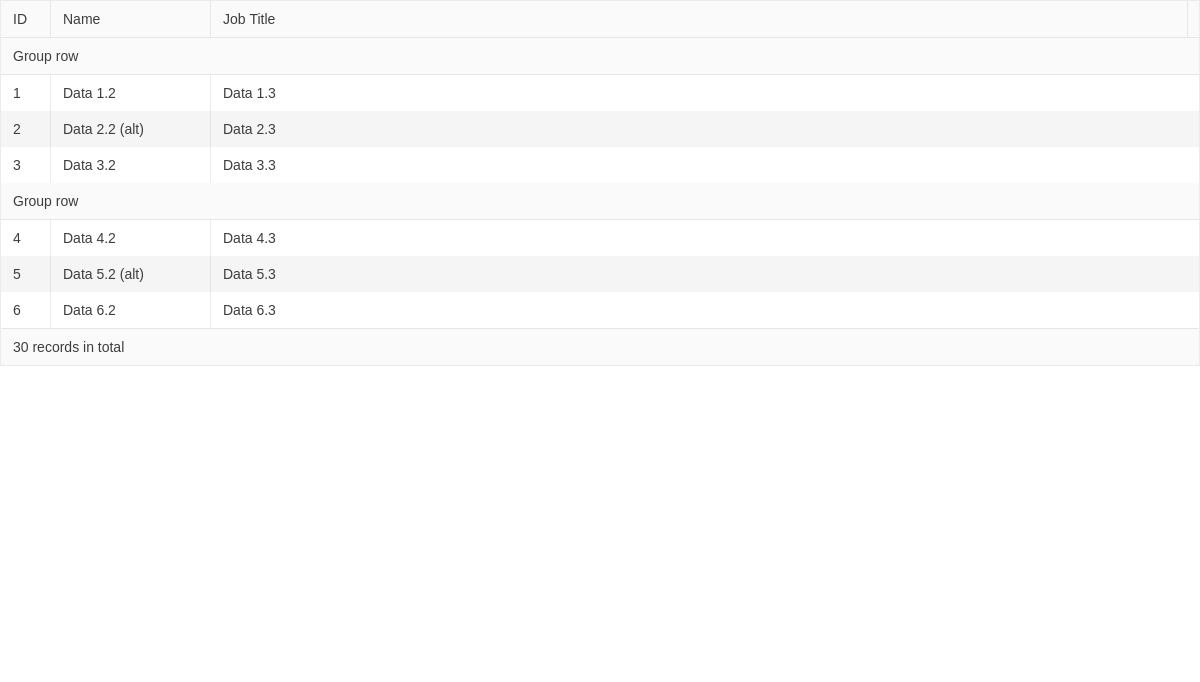 ID Name Job Title
Group row
1 Data 1.2 Data 1.3
2 Data 2.2 (alt) Data 2.3
3 Data 3.2 Data 3.3
Group row
4 Data 4.2 Data 4.3
5 Data 5.2 (alt) Data 5.3
6 Data 6.2 Data 6.3
30 records in total